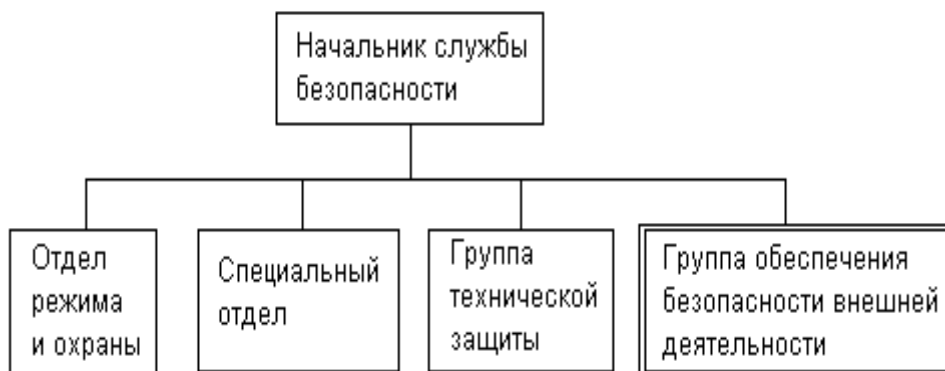 Начальник службы
безопасности
Отдел
режима
и охраны
Специальный
отдел
Группа
технической
защиты
Группа обеспечения
безопасности внешней
деятельности